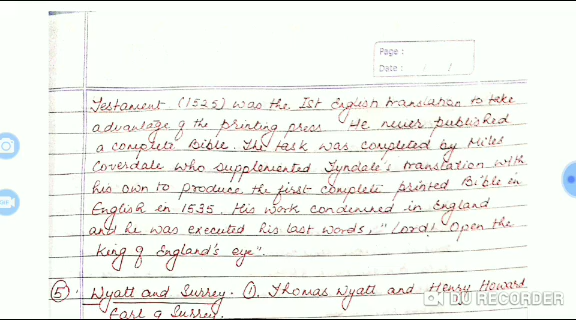 Page :
Date : / /
Testament (1525) was the Ist English translation to take
advantage of the printing press. He never published
a complete Bible. The task was completed by Miles
Coverdale who supplemented Tyndale's translation with
his own to produce the first complete printed Bible in
English in 1535. His work condemned in England
and he was executed his last words, "Lord! Open the
King of England's eye".
(5). Wyatt and Surrey. (1). Thomas Wyatt and Henry Howard
Earl of Surrey.
DU RECORDER
GIF